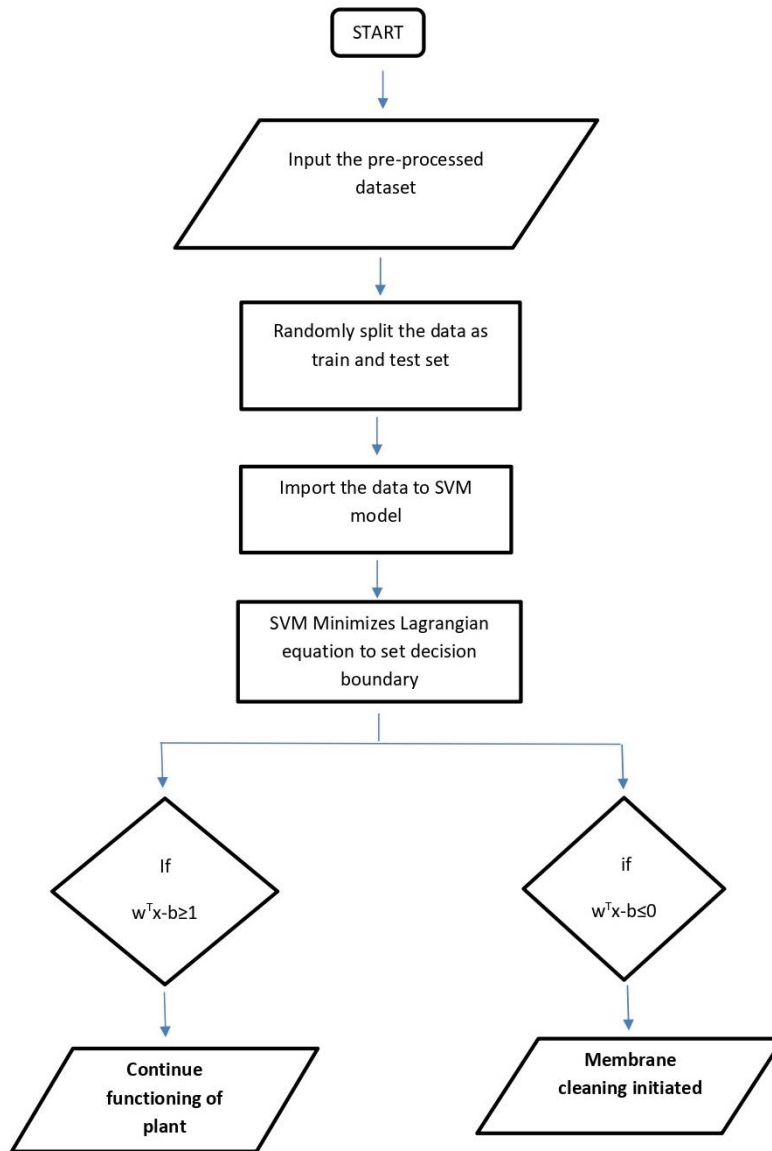 START
Input the pre-processed
dataset
Randomly split the data as
train and test set
Import the data to SVM
model
SVM Minimizes Lagrangian
equation to set decision
boundary
If
wᵀx-b≥1
if
wᵀx-b≤0
Continue
functioning of
plant
Membrane
cleaning initiated